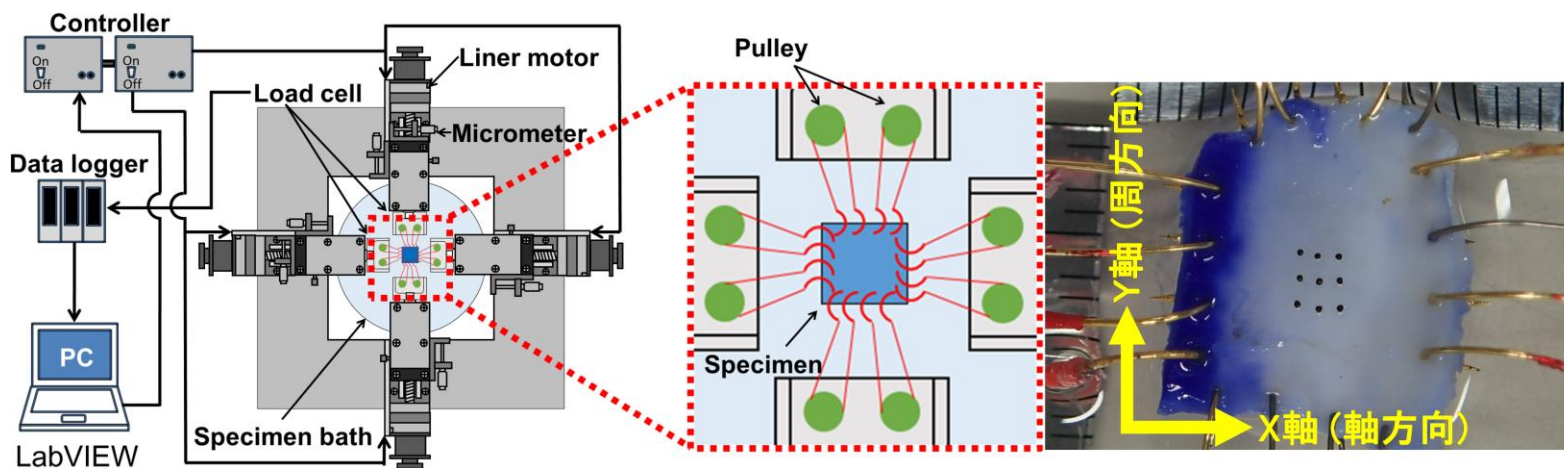 Controller
On
Off
On
Off
Liner motor
Load cell
Micrometer
Data logger
PC
LabVIEW
Specimen bath
Pulley
Specimen
Y軸 (周方向)
X軸 (軸方向)